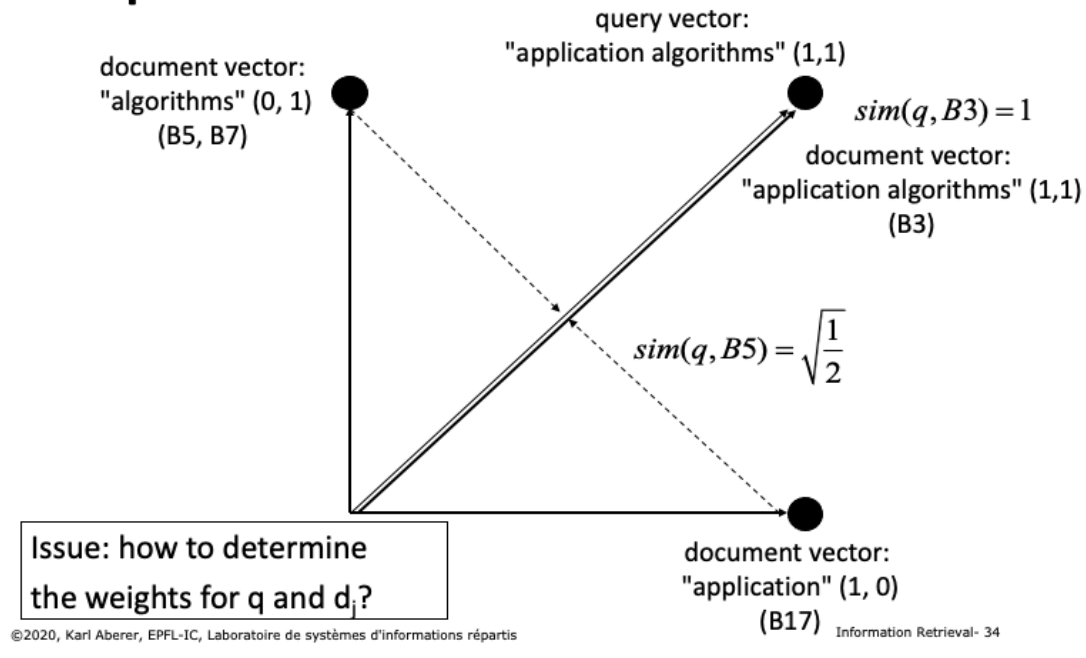 query vector:
"application algorithms" (1,1)
document vector:
"algorithms" (0, 1)
(B5, B7)
sim(q, B3) = 1
document vector:
"application algorithms" (1,1)
(B3)
sim(q, B5) = √(1/2)
Issue: how to determine
the weights for q and dj?
document vector:
"application" (1, 0)
(B17)
©2020, Karl Aberer, EPFL-IC, Laboratoire de systèmes d'informations répartis
Information Retrieval- 34